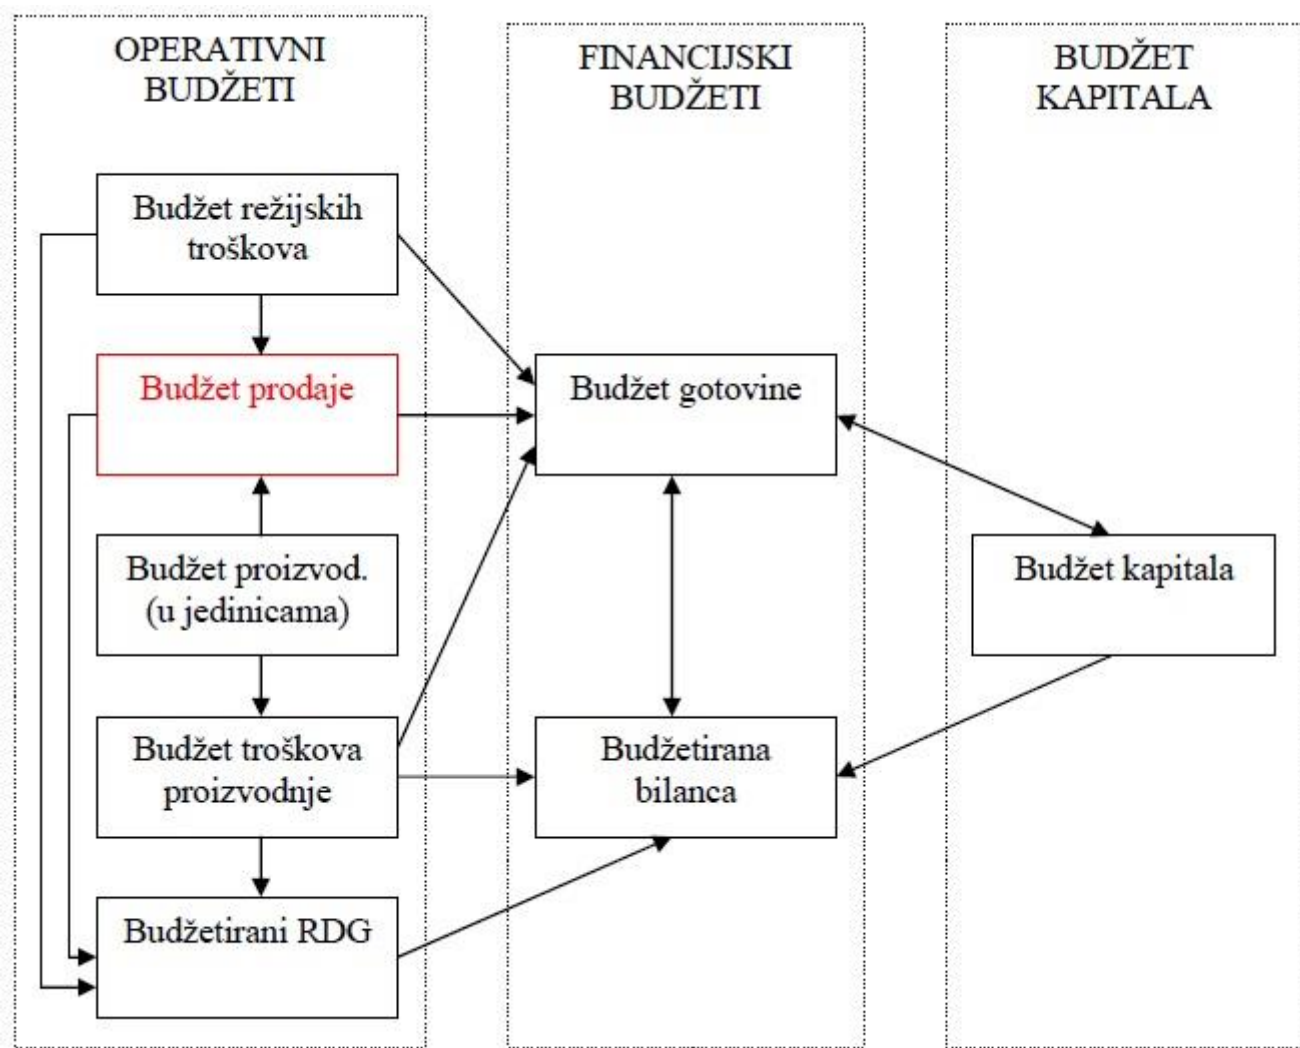 OPERATIVNI
BUDŽETI
FINANCIJSKI
BUDŽETI
BUDŽET
KAPITALA
Budžet režijskih
troškova
Budžet prodaje
Budžet gotovine
Budžet proizvod.
(u jedinicama)
Budžet kapitala
Budžet troškova
proizvodnje
Budžetirana
bilanca
Budžetirani RDG